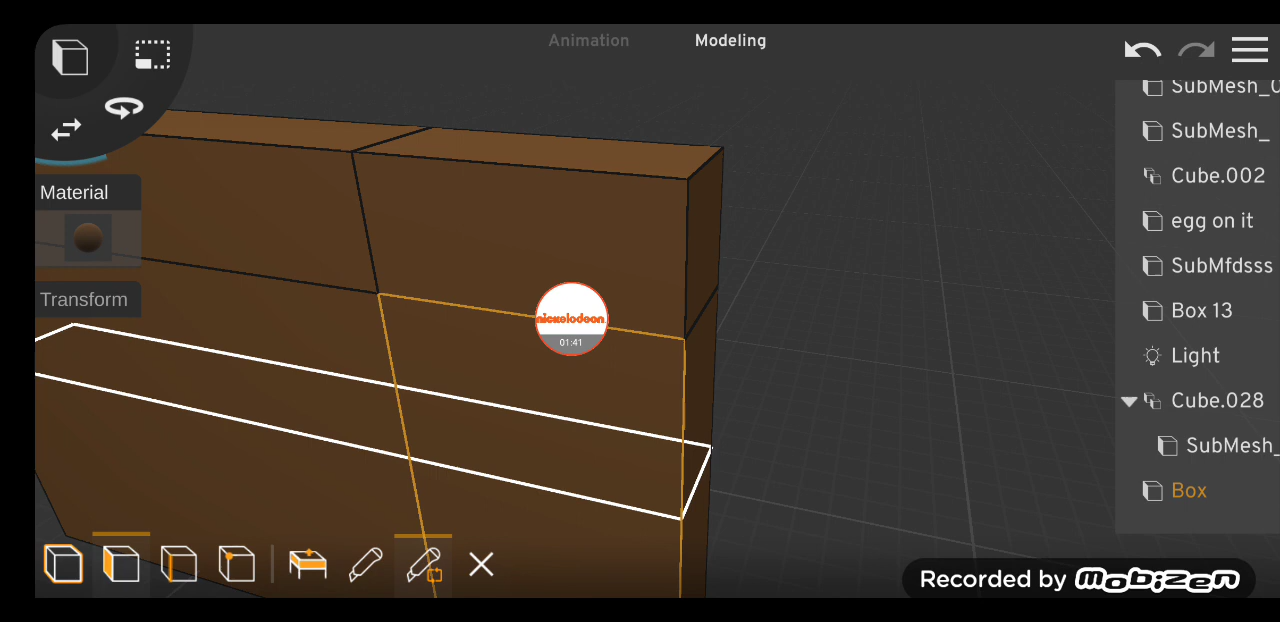 Animation
Modeling
SubMesh_0
SubMesh_
Cube.002
egg on it
SubMfdsss
Box 13
Light
Cube.028
SubMesh_
Box
Material
Transform
nickelodeon
01:41
Recorded by mobizen